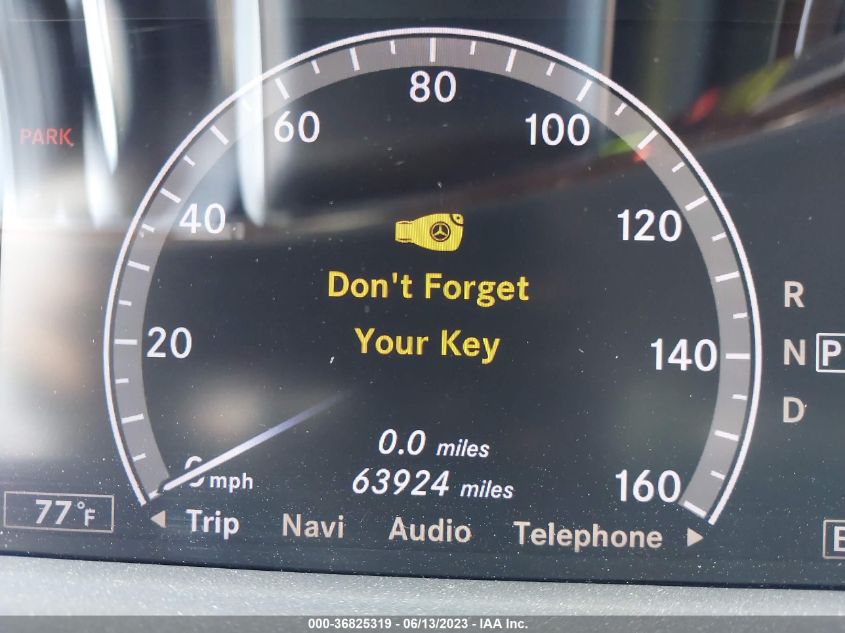 80
60
100
PARK
40
120
Don't Forget
R
Your Key
20
140
N
P
D
0.0 miles
0 mph
63924 miles
160
77°F
Trip
Navi
Audio
Telephone
000-36825319 - 06/13/2023 - IAA Inc.